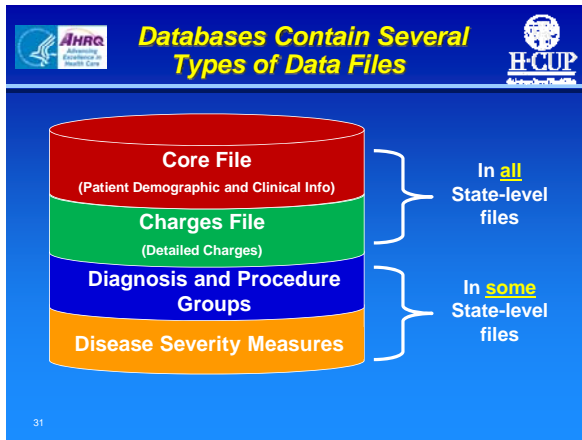 AHRQ
Advancing
Excellence in
Health Care
Databases Contain Several
Types of Data Files
H·CUP
Core File
(Patient Demographic and Clinical Info)
Charges File
(Detailed Charges)
Diagnosis and Procedure
Groups
Disease Severity Measures
In all
State-level
files
In some
State-level
files
31